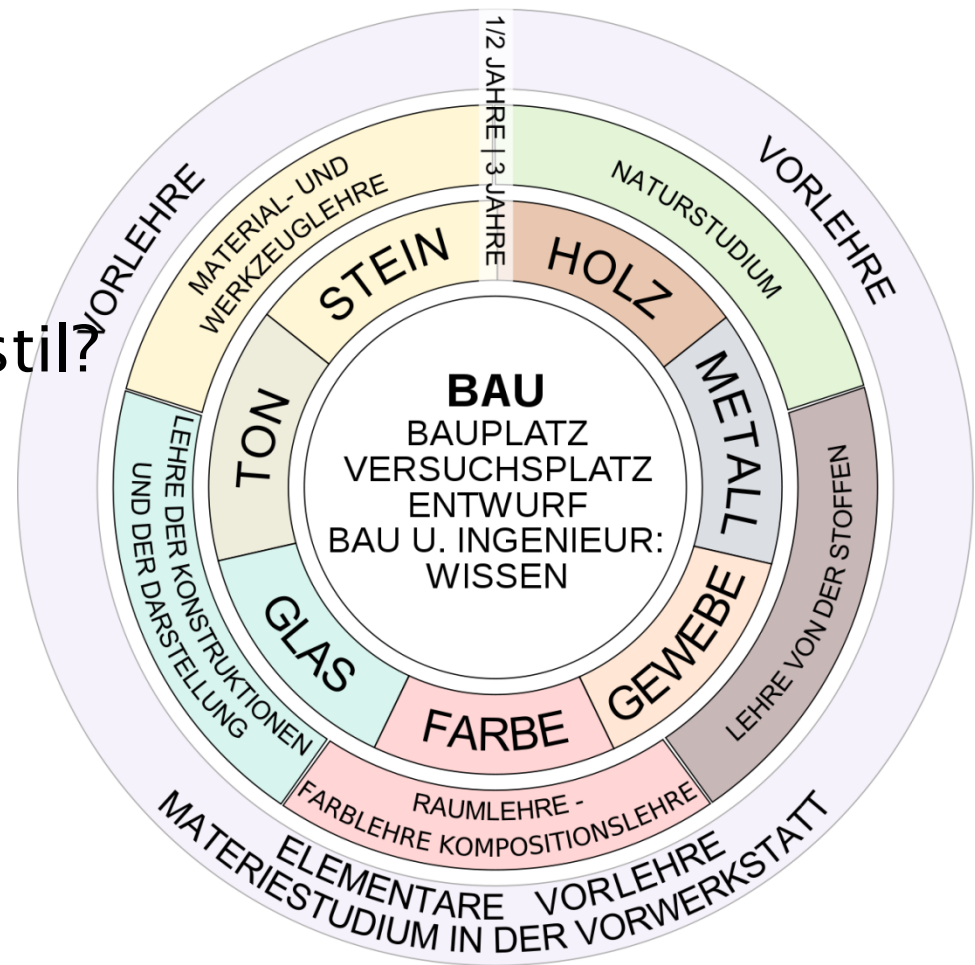 1/2 JAHRE | 3 JAHRE
VORLEHRE
VORLEHRE
MATERIAL- UND
WERKZEUGLEHRE
NATURSTUDIUM
STEIN
HOLZ
stil?
TON
METALL
BAU
BAUPLATZ
VERSUCHSPLATZ
ENTWURF
BAU U. INGENIEUR:
WISSEN
LEHRE DER KONSTRUKTIONEN
UND DER DARSTELLUNG
LEHRE VON DER STOFFEN
GLAS
GEWEBE
FARBE
RAUMLEHRE -
FARBLEHRE KOMPOSITIONSLEHRE
ELEMENTARE VORLEHRE
MATERIESTUDIUM IN DER VORWERKSTATT